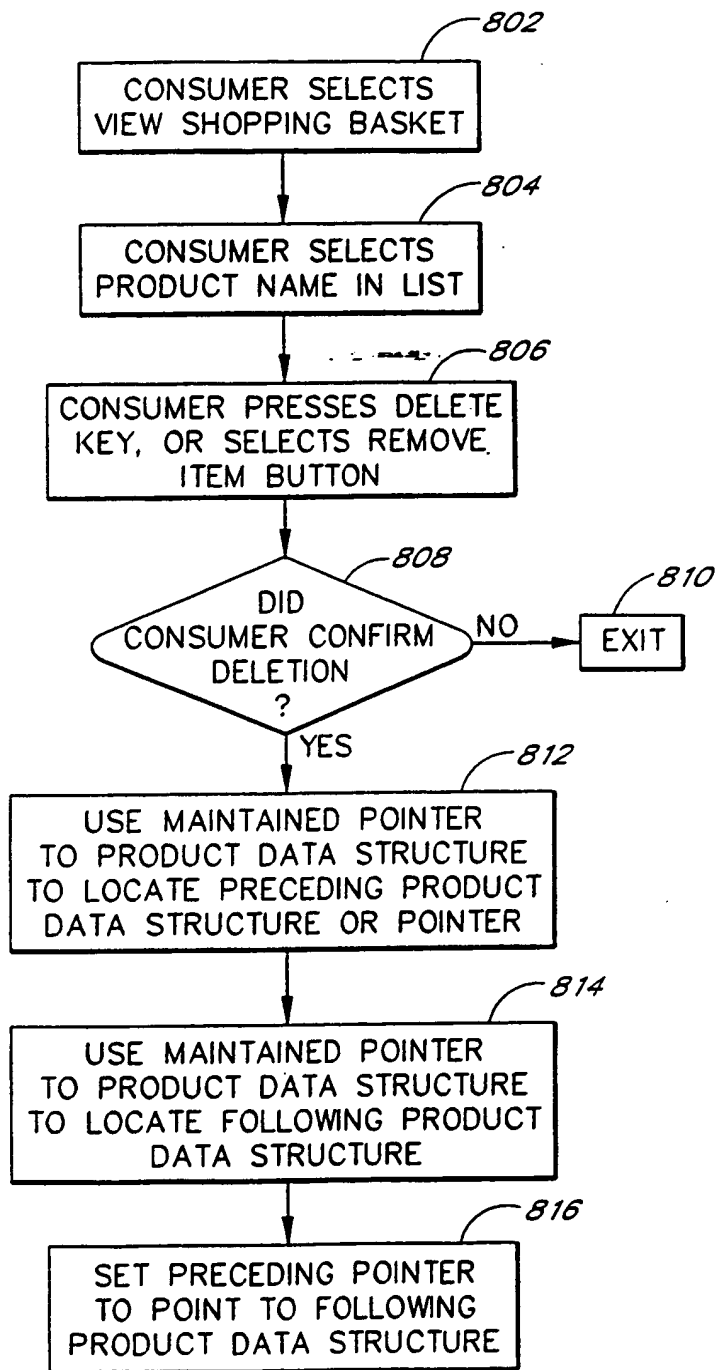 802
CONSUMER SELECTS
VIEW SHOPPING BASKET
804
CONSUMER SELECTS
PRODUCT NAME IN LIST
806
CONSUMER PRESSES DELETE
KEY, OR SELECTS REMOVE
ITEM BUTTON
808
DID
CONSUMER CONFIRM
DELETION
?
NO
810
EXIT
YES
812
USE MAINTAINED POINTER
TO PRODUCT DATA STRUCTURE
TO LOCATE PRECEDING PRODUCT
DATA STRUCTURE OR POINTER
814
USE MAINTAINED POINTER
TO PRODUCT DATA STRUCTURE
TO LOCATE FOLLOWING PRODUCT
DATA STRUCTURE
816
SET PRECEDING POINTER
TO POINT TO FOLLOWING
PRODUCT DATA STRUCTURE